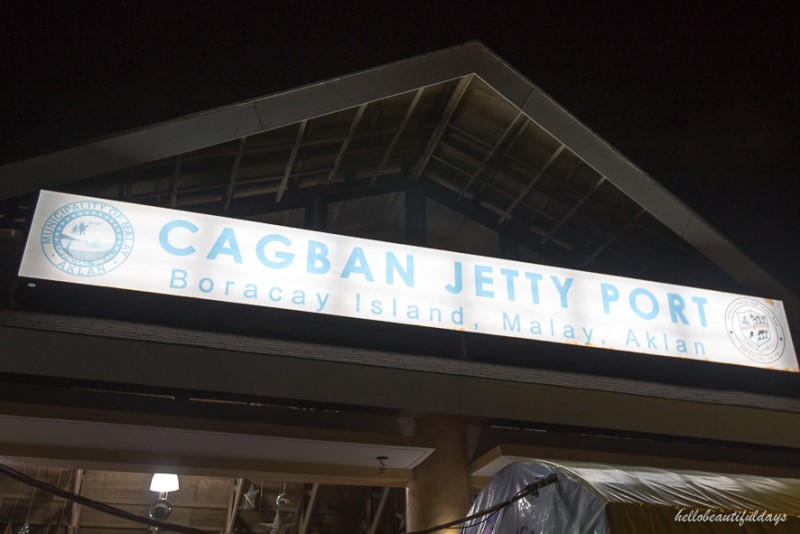 MUNICIPALITY OF MALAY
AKLAN
CAGBAN JETTY PORT
Boracay Island, Malay, Aklan
hellobeautifuldays